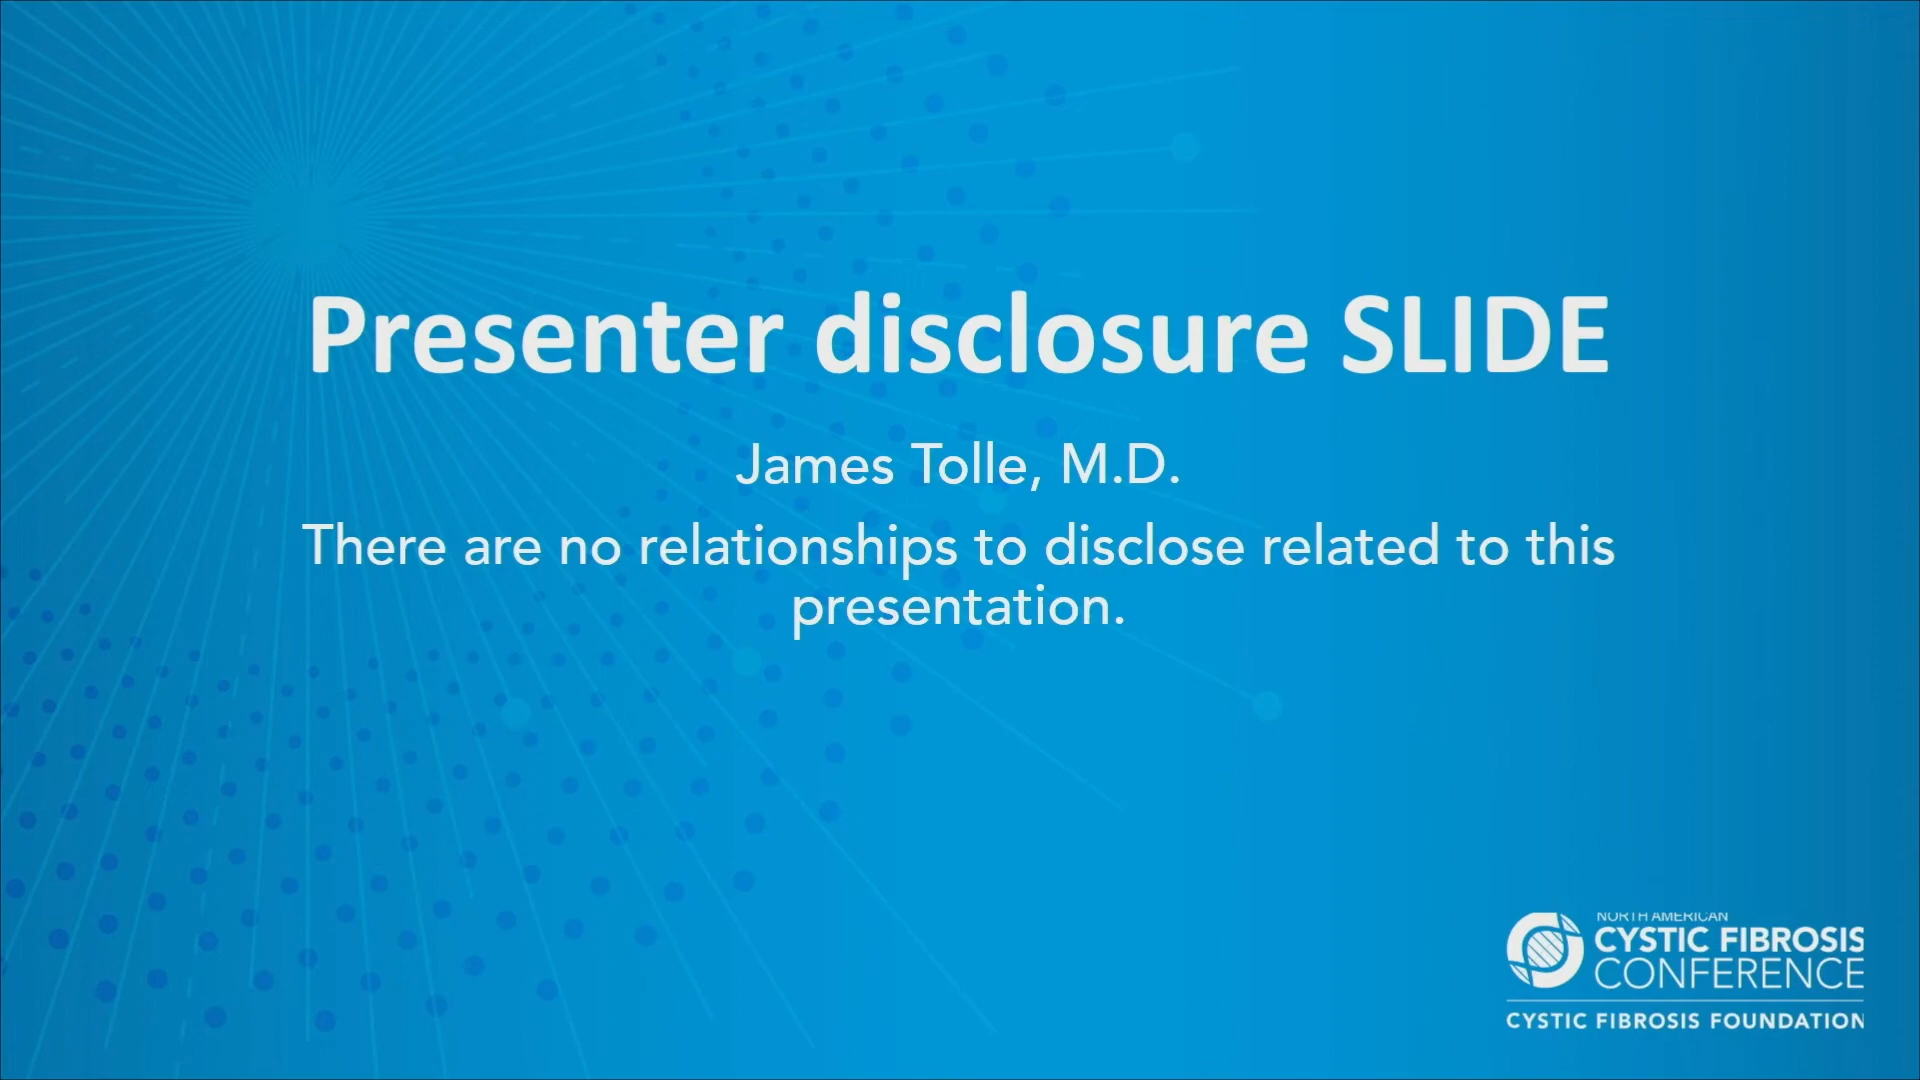 Presenter disclosure SLIDE
James Tolle, M.D.
There are no relationships to disclose related to this
presentation.
NORTH AMERICAN
CYSTIC FIBROSIS
CONFERENCE
CYSTIC FIBROSIS FOUNDATION